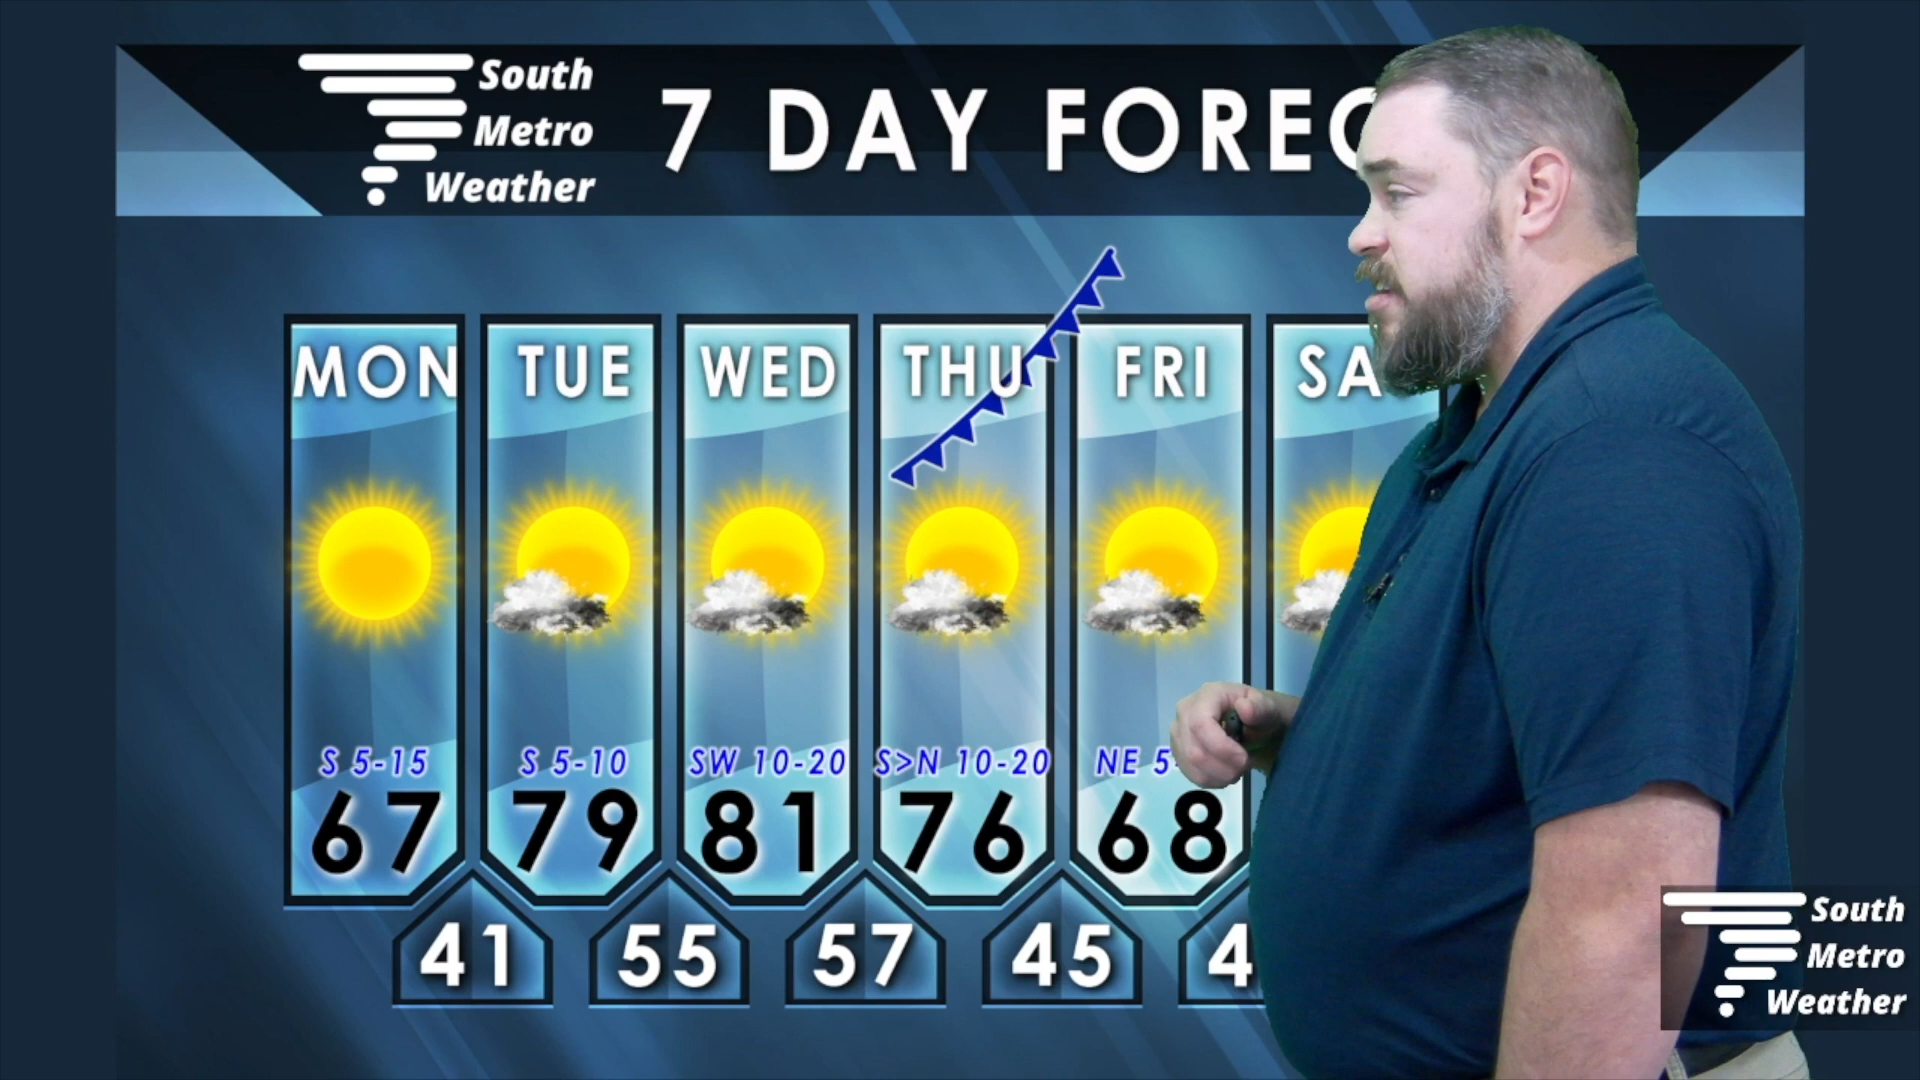 South
Metro
Weather
7 DAY FOREC
MON
TUE
WED
THU
FRI
SA
S 5-15
S 5-10
SW 10-20
S>N 10-20
NE 5
67
79
81
76
68
41
55
57
45
4
South
Metro
Weather